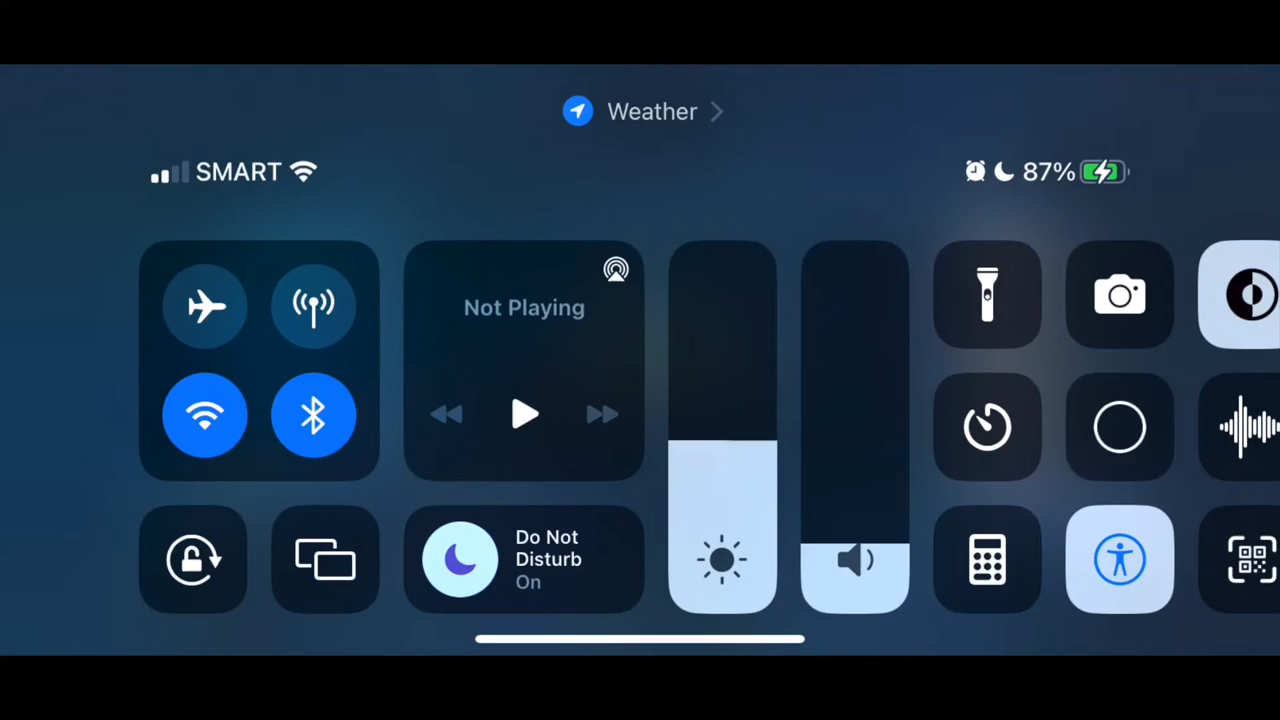 Weather
SMART
87%
Not Playing
Do Not
Disturb
On